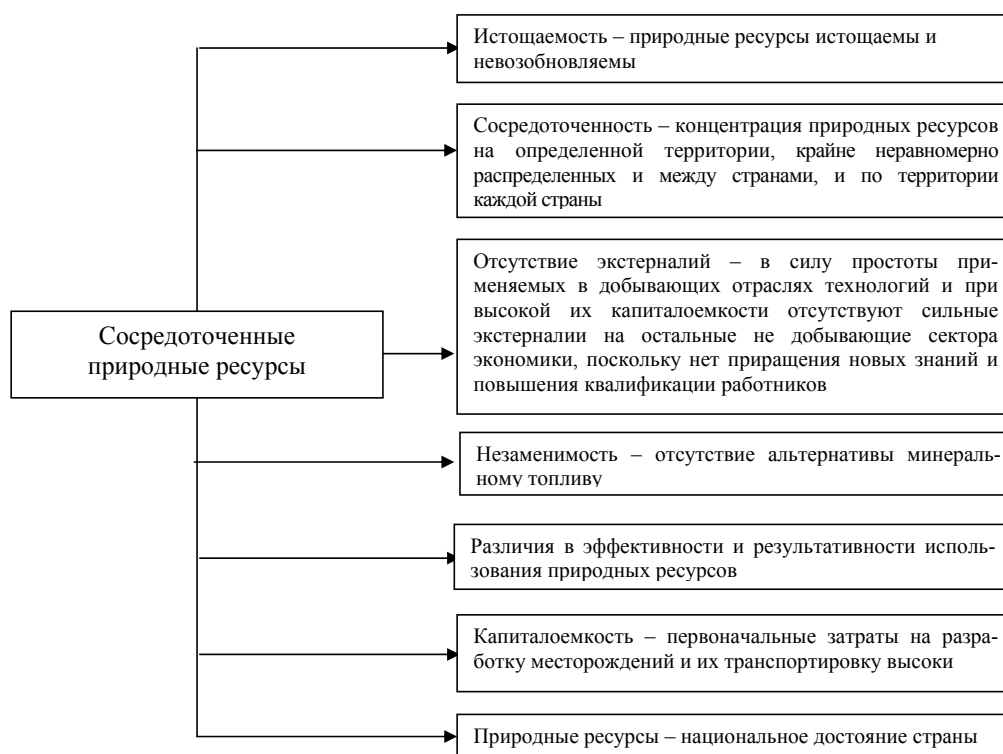 Истощаемость – природные ресурсы истощаемы и
невозобновляемы
Сосредоточенность – концентрация природных ресурсов
на определенной территории, крайне неравномерно
распределенных и между странами, и по территории
каждой страны
Отсутствие экстерналий – в силу простоты при-
меняемых в добывающих отраслях технологий и при
высокой их капиталоемкости отсутствуют сильные
экстерналии на остальные не добывающие сектора
экономики, поскольку нет приращения новых знаний и
повышения квалификации работников
Сосредоточенные
природные ресурсы
Незаменимость – отсутствие альтернативы минераль-
ному топливу
Различия в эффективности и результативности исполь-
зования природных ресурсов
Капиталоемкость – первоначальные затраты на разра-
ботку месторождений и их транспортировку высоки
Природные ресурсы – национальное достояние страны